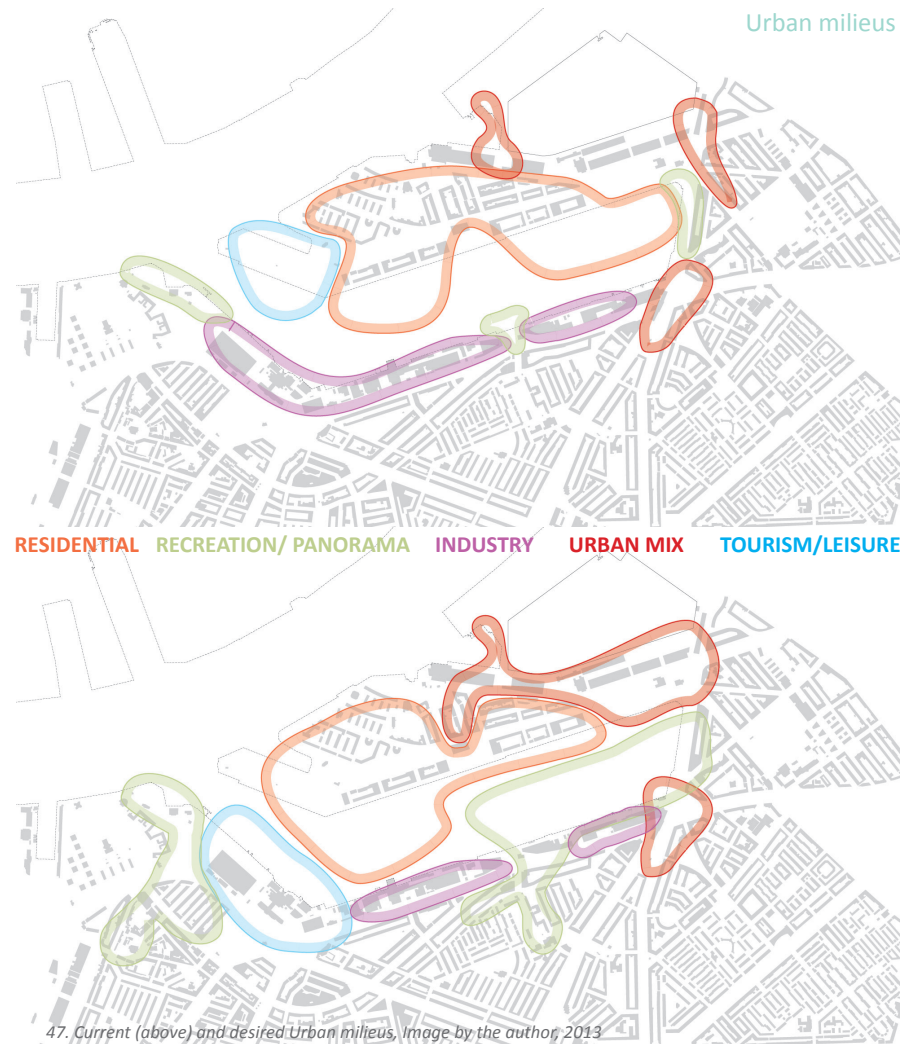 Urban milieus
RESIDENTIAL RECREATION/ PANORAMA INDUSTRY URBAN MIX TOURISM/LEISURE
47. Current (above) and desired Urban milieus, Image by the author, 2013